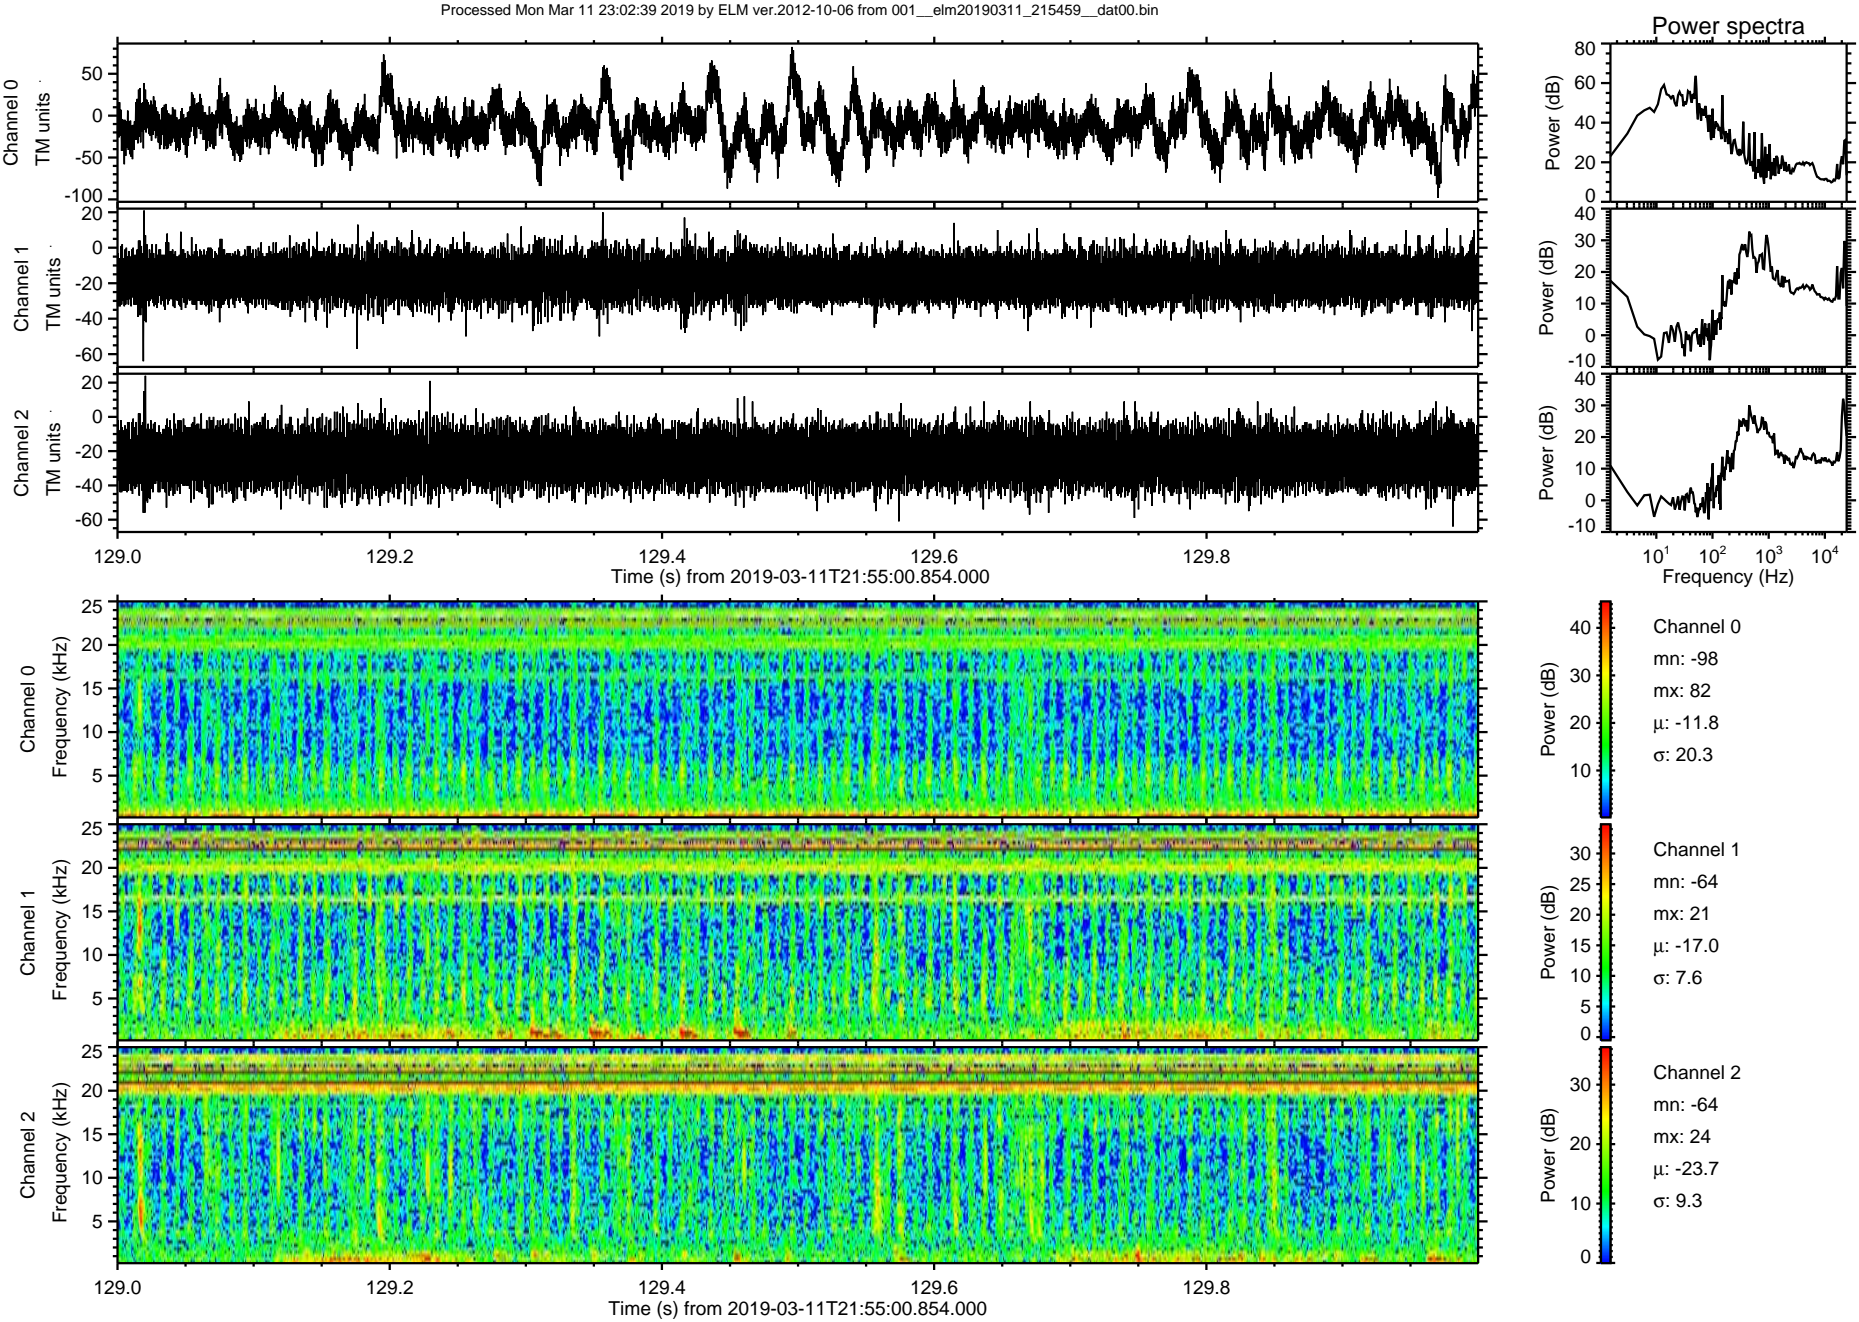 Processed Mon Mar 11 23:02:39 2019 by ELM ver.2012-10-06 from 001__elm20190311_215459__dat00.bin
Power spectra
Channel 0
TM units
50
0
-50
-100
Power (dB)
80
60
40
20
0
Channel 1
TM units
20
0
-20
-40
-60
Power (dB)
40
30
20
10
0
-10
Channel 2
TM units
20
0
-20
-40
-60
Power (dB)
40
30
20
10
0
-10
129.0 129.2 129.4 129.6 129.8
Time (s) from 2019-03-11T21:55:00.854.000
10¹ 10² 10³ 10⁴
Frequency (Hz)
Channel 0
Frequency (kHz)
25
20
15
10
5
Power (dB)
40
30
20
10
Channel 0
mn: -98
mx: 82
μ: -11.8
σ: 20.3
Channel 1
Frequency (kHz)
25
20
15
10
5
Power (dB)
30
25
20
15
10
5
0
Channel 1
mn: -64
mx: 21
μ: -17.0
σ: 7.6
Channel 2
Frequency (kHz)
25
20
15
10
5
Power (dB)
30
20
10
0
Channel 2
mn: -64
mx: 24
μ: -23.7
σ: 9.3
129.0 129.2 129.4 129.6 129.8
Time (s) from 2019-03-11T21:55:00.854.000